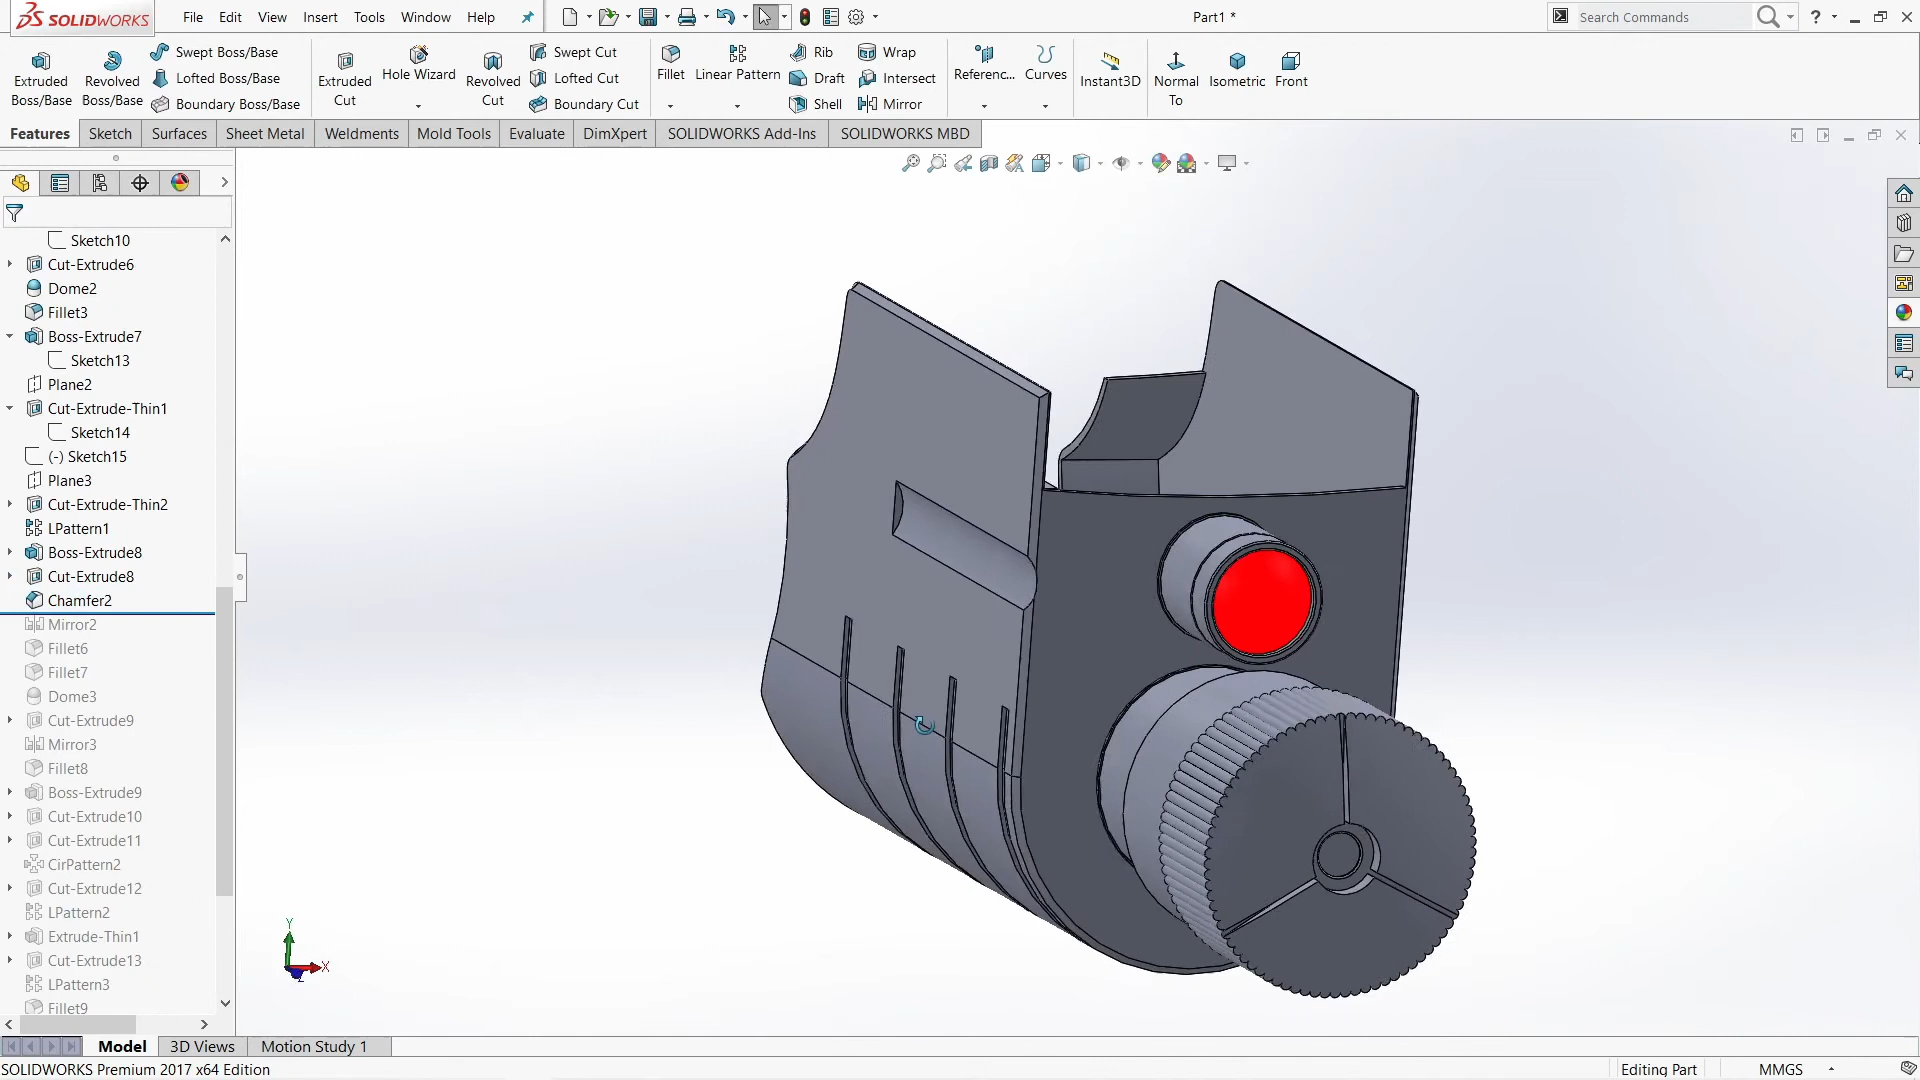 SOLIDWORKS
File Edit View Insert Tools Window Help
Part1 *
Search Commands
?
Extruded Boss/Base
Revolved Boss/Base
Swept Boss/Base
Lofted Boss/Base
Boundary Boss/Base
Extruded Cut
Hole Wizard
Revolved Cut
Swept Cut
Lofted Cut
Boundary Cut
Fillet
Linear Pattern
Rib
Draft
Shell
Wrap
Intersect
Mirror
Referenc...
Curves
Instant3D
Normal To
Isometric
Front
Features Sketch Surfaces Sheet Metal Weldments Mold Tools Evaluate DimXpert SOLIDWORKS Add-Ins SOLIDWORKS MBD
Sketch10
Cut-Extrude6
Dome2
Fillet3
Boss-Extrude7
Sketch13
Plane2
Cut-Extrude-Thin1
Sketch14
(-) Sketch15
Plane3
Cut-Extrude-Thin2
LPattern1
Boss-Extrude8
Cut-Extrude8
Chamfer2
Mirror2
Fillet6
Fillet7
Dome3
Cut-Extrude9
Mirror3
Fillet8
Boss-Extrude9
Cut-Extrude10
Cut-Extrude11
CirPattern2
Cut-Extrude12
LPattern2
Extrude-Thin1
Cut-Extrude13
LPattern3
Fillet9
Y
X
Z
Model 3D Views Motion Study 1
SOLIDWORKS Premium 2017 x64 Edition
Editing Part
MMGS